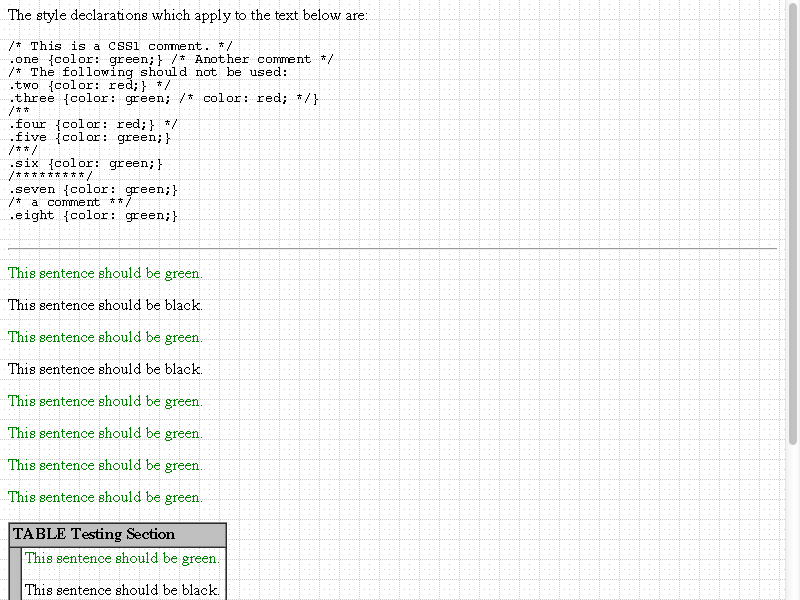 The style declarations which apply to the text below are:
/* This is a CSS1 comment. */
.one {color: green;} /* Another comment */
/* The following should not be used:
.two {color: red;} */
.three {color: green; /* color: red; */}
/**
.four {color: red;} */
.five {color: green;}
/**/
.six {color: green;}
/*********/
.seven {color: green;}
/* a comment **/
.eight {color: green;}
This sentence should be green.
This sentence should be black.
This sentence should be green.
This sentence should be black.
This sentence should be green.
This sentence should be green.
This sentence should be green.
This sentence should be green.
TABLE Testing Section
This sentence should be green.
This sentence should be black.